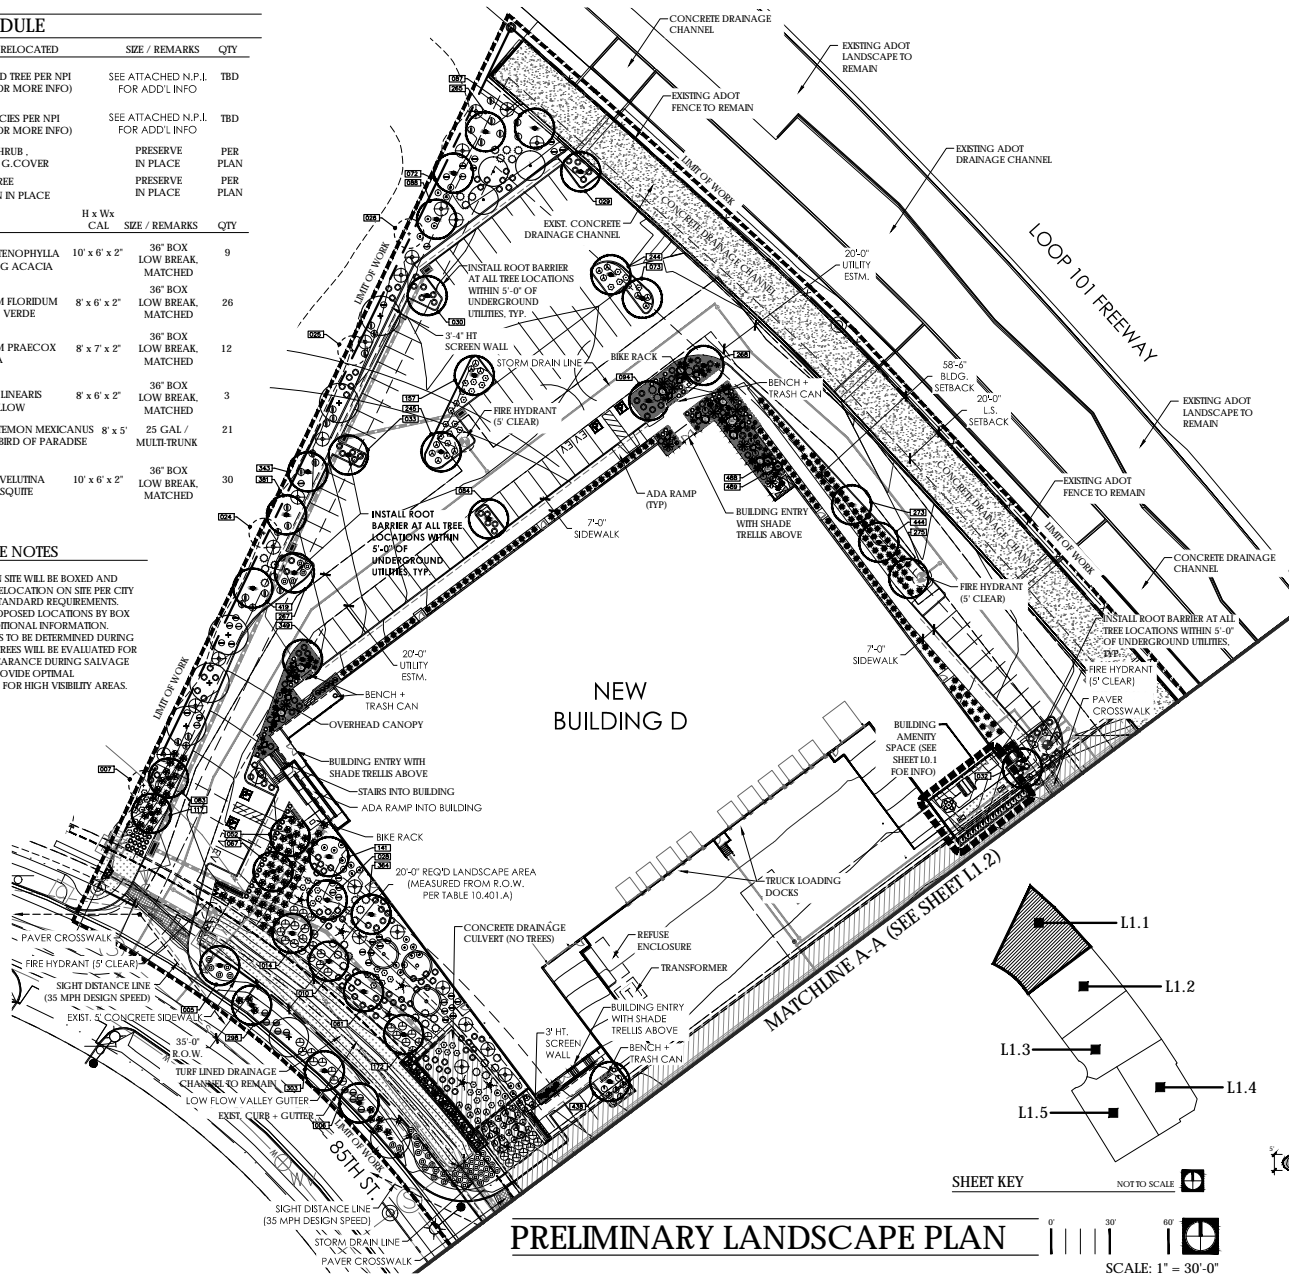 DULE
RELOCATED SIZE / REMARKS QTY
D TREE PER NPI SEE ATTACHED N.P.I. TBD
OR MORE INFO) FOR ADD'L INFO
CIES PER NPI SEE ATTACHED N.P.I. TBD
OR MORE INFO) FOR ADD'L INFO
HRUB , PRESERVE PER
G.COVER IN PLACE PLAN
REE PRESERVE PER
N IN PLACE IN PLACE PLAN
H x Wx
CAL SIZE / REMARKS QTY
36" BOX
TENOPHYLLA 10' x 6' x 2" LOW BREAK, 9
G ACACIA MATCHED
36" BOX
M FLORIDUM 8' x 6' x 2" LOW BREAK, 26
VERDE MATCHED
36" BOX
M PRAECOX 8' x 7' x 2" LOW BREAK, 12
A MATCHED
36" BOX
LINEARIS 8' x 6' x 2" LOW BREAK, 3
LLOW MATCHED
TEMON MEXICANUS 8' x 5' 25 GAL / 21
BIRD OF PARADISE MULTI-TRUNK
36" BOX
VELUTINA 10' x 6' x 2" LOW BREAK, 30
SQUITE MATCHED
E NOTES
N SITE WILL BE BOXED AND
RELOCATION ON SITE PER CITY
TANDARD REQUIREMENTS.
OPOSED LOCATIONS BY BOX
ITIONAL INFORMATION.
S TO BE DETERMINED DURING
TREES WILL BE EVALUATED FOR
EARANCE DURING SALVAGE
OVIDE OPTIMAL
FOR HIGH VISIBILITY AREAS.
CONCRETE DRAINAGE
CHANNEL
EXISTING ADOT
LANDSCAPE TO
REMAIN
EXISTING ADOT
FENCE TO REMAIN
EXISTING ADOT
DRAINAGE CHANNEL
LIMIT OF WORK
CONCRETE DRAINAGE CHANNEL
LOOP 101 FREEWAY
EXIST. CONCRETE
DRAINAGE CHANNEL
20'-0"
UTILITY
ESTM.
INSTALL ROOT BARRIER
AT ALL TREE LOCATIONS
WITHIN 5'-0" OF
UNDERGROUND
UTILITIES, TYP.
LIMIT OF WORK
3'-4" HT
SCREEN WALL
STORM DRAIN LINE
BIKE RACK
BENCH +
TRASH CAN
58'-6"
BLDG.
SETBACK
20'-0"
L.S.
SETBACK
EXISTING ADOT
LANDSCAPE TO
REMAIN
FIRE HYDRANT
(5' CLEAR)
EXISTING ADOT
FENCE TO REMAIN
ADA RAMP
(TYP)
BUILDING ENTRY
WITH SHADE
TRELLIS ABOVE
7'-0"
SIDEWALK
INSTALL ROOT
BARRIER AT ALL TREE
LOCATIONS WITHIN
5'-0" OF
UNDERGROUND
UTILITIES, TYP.
CONCRETE DRAINAGE CHANNEL
LIMIT OF WORK
CONCRETE DRAINAGE
CHANNEL
FIRE HYDRANT
(5' CLEAR)
INSTALL ROOT BARRIER AT ALL
TREE LOCATIONS WITHIN 5'-0"
OF UNDERGROUND UTILITIES,
TYP.
7'-0"
SIDEWALK
FIRE HYDRANT
(5' CLEAR)
PAVER
CROSSWALK
20'-0"
UTILITY
ESTM.
BENCH +
TRASH CAN
OVERHEAD CANOPY
LIMIT OF WORK
NEW
BUILDING D
BUILDING
AMENITY
SPACE (SEE
SHEET L0.1
FOE INFO)
BUILDING ENTRY WITH
SHADE TRELLIS ABOVE
STAIRS INTO BUILDING
ADA RAMP INTO BUILDING
BIKE RACK
20'-0" REQ'D LANDSCAPE AREA
(MEASURED FROM R.O.W.
PER TABLE 10.401.A)
TRUCK LOADING
DOCKS
CONCRETE DRAINAGE
CULVERT (NO TREES)
REFUSE
ENCLOSURE
TRANSFORMER
MATCHLINE A-A (SEE SHEET L1.2)
PAVER CROSSWALK
FIRE HYDRANT (5' CLEAR)
SIGHT DISTANCE LINE
(35 MPH DESIGN SPEED)
EXIST. 5' CONCRETE SIDEWALK
35'-0"
R.O.W.
TURF LINED DRAINAGE
CHANNEL TO REMAIN
LOW FLOW VALLEY GUTTER
EXIST. CURB + GUTTER
BUILDING ENTRY
WITH SHADE
TRELLIS ABOVE
3' HT.
SCREEN
WALL
BENCH +
TRASH CAN
LIMIT OF WORK
85TH ST.
SIGHT DISTANCE LINE
(35 MPH DESIGN SPEED)
STORM DRAIN LINE
PAVER CROSSWALK
L1.1
L1.2
L1.3
L1.4
L1.5
SHEET KEY NOT TO SCALE
PRELIMINARY LANDSCAPE PLAN
0' 30' 60'
SCALE: 1" = 30'-0"